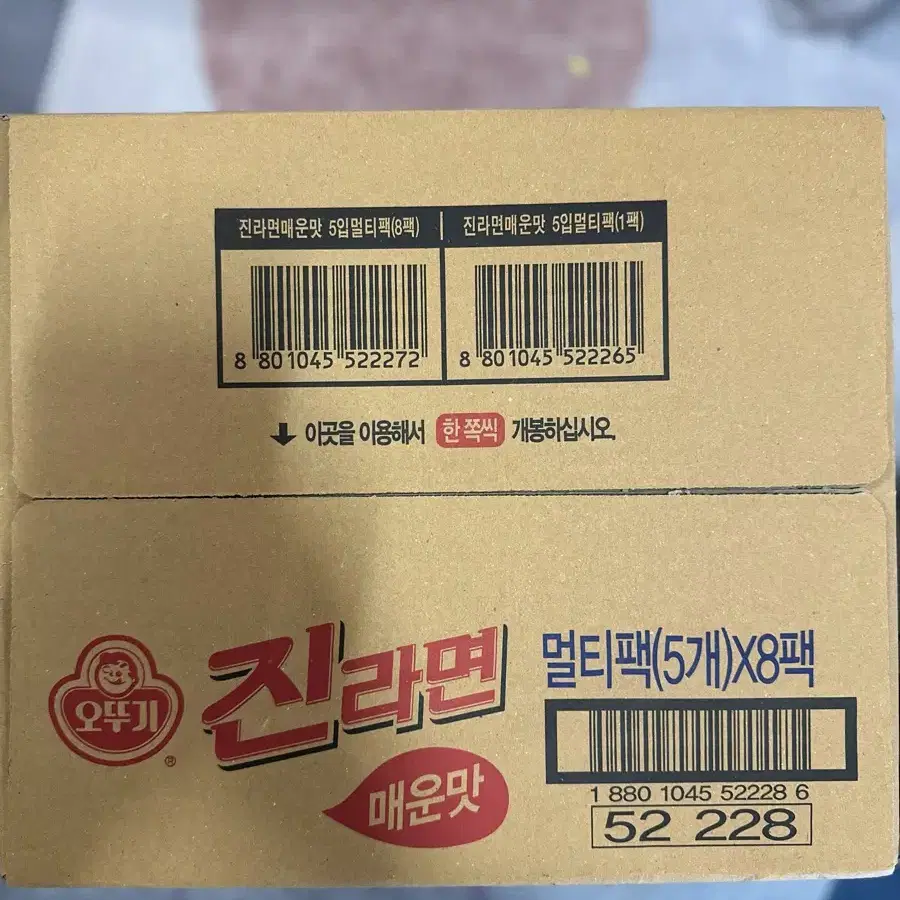 진라면매운맛 5입멀티팩(8팩) | 진라면매운맛 5입멀티팩(1팩)
8 801045 522272 8 801045 522265
이곳을 이용해서 한 쪽씩 개봉하십시오.
오뚜기 ®
진라면
매운맛
멀티팩(5개)X8팩
1 880 1045 52228 6
52 228